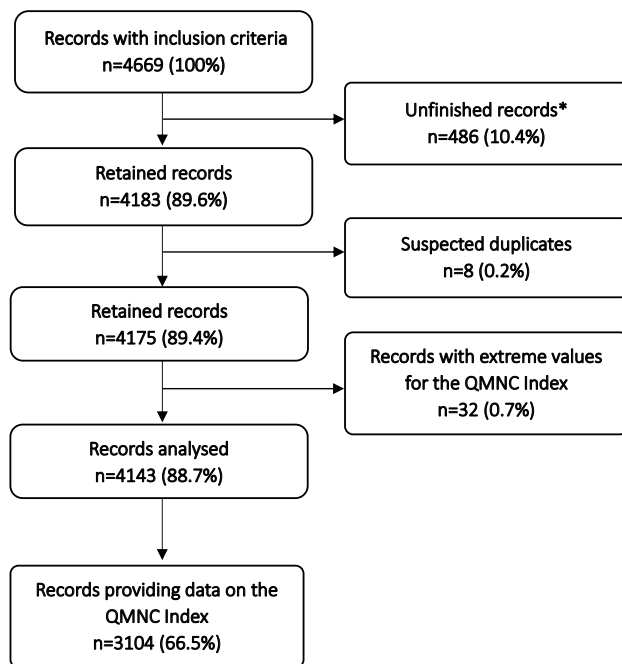 Records with inclusion criteria
n=4669 (100%)
Unfinished records*
n=486 (10.4%)
Retained records
n=4183 (89.6%)
Suspected duplicates
n=8 (0.2%)
Retained records
n=4175 (89.4%)
Records with extreme values
for the QMNC Index
n=32 (0.7%)
Records analysed
n=4143 (88.7%)
Records providing data on the
QMNC Index
n=3104 (66.5%)